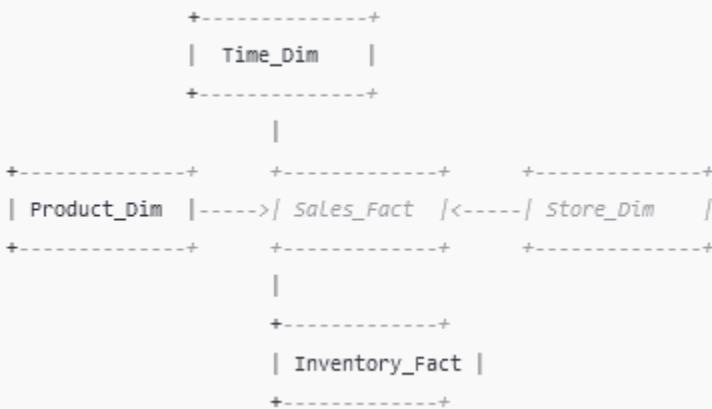 +--------------+
|  Time_Dim    |
+--------------+
|
+--------------+      +-------------+      +--------------+
| Product_Dim  |----->| Sales_Fact  |<-----| Store_Dim    |
+--------------+      +-------------+      +--------------+
|
+-------------+
| Inventory_Fact |
+-------------+